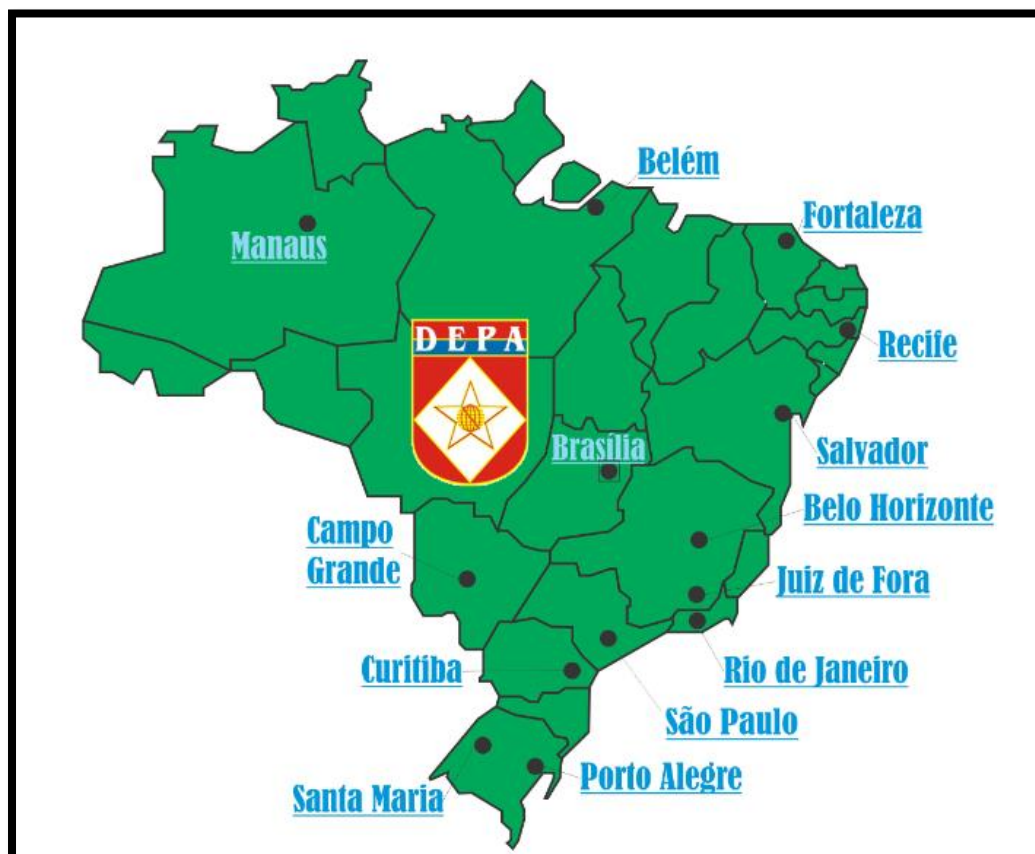 Belém
Fortaleza
Manaus
DEPA
Recife
Brasília
Salvador
Belo Horizonte
Campo
Grande
Juiz de Fora
Curitiba
Rio de Janeiro
São Paulo
Santa Maria
Porto Alegre